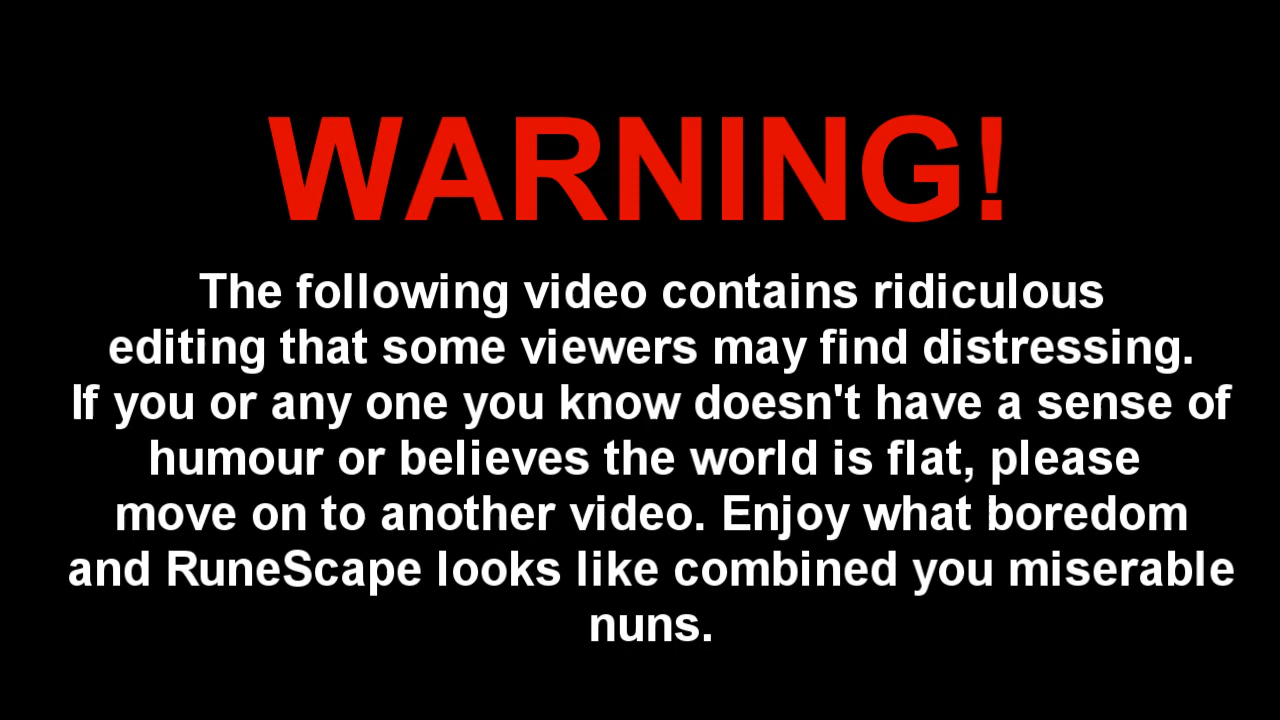 WARNING!
The following video contains ridiculous
editing that some viewers may find distressing.
If you or any one you know doesn't have a sense of
humour or believes the world is flat, please
move on to another video. Enjoy what boredom
and RuneScape looks like combined you miserable
nuns.